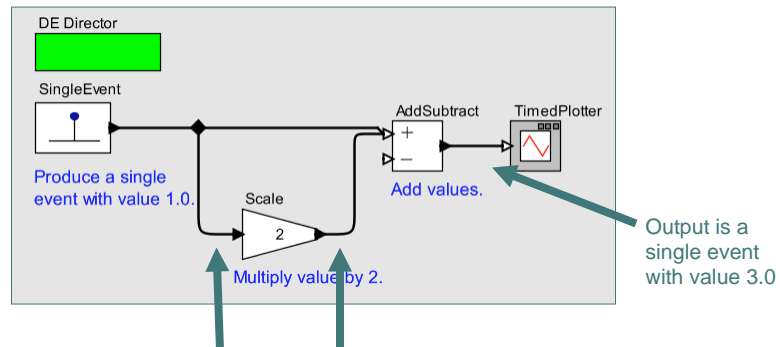 DE Director
SingleEvent
AddSubtract
TimedPlotter
+
−
Produce a single
event with value 1.0.
Add values.
Scale
2
Multiply value by 2.
Output is a
single event
with value 3.0